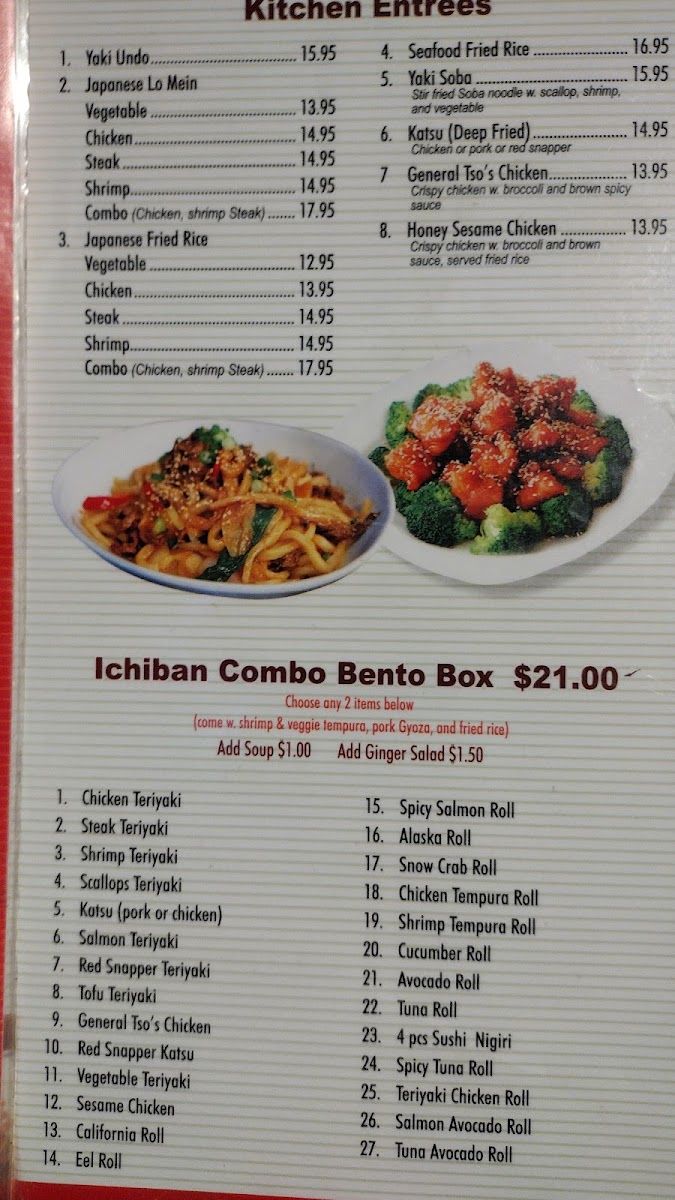 Kitchen Entrees
1. Yaki Undo 15.95
2. Japanese Lo Mein
Vegetable 13.95
Chicken 14.95
Steak 14.95
Shrimp 14.95
Combo (Chicken, shrimp Steak) 17.95
3. Japanese Fried Rice
Vegetable 12.95
Chicken 13.95
Steak 14.95
Shrimp 14.95
Combo (Chicken, shrimp Steak) 17.95
4. Seafood Fried Rice 16.95
5. Yaki Soba 15.95
Stir fried Soba noodle w. scallop, shrimp,
and vegetable
6. Katsu (Deep Fried) 14.95
Chicken or pork or red snapper
7 General Tso's Chicken 13.95
Crispy chicken w. broccoli and brown spicy
sauce
8. Honey Sesame Chicken 13.95
Crispy chicken w. broccoli and brown
sauce, served fried rice
Ichiban Combo Bento Box $21.00
Choose any 2 items below
(come w. shrimp & veggie tempura, pork Gyoza, and fried rice)
Add Soup $1.00 Add Ginger Salad $1.50
1. Chicken Teriyaki
2. Steak Teriyaki
3. Shrimp Teriyaki
4. Scallops Teriyaki
5. Katsu (pork or chicken)
6. Salmon Teriyaki
7. Red Snapper Teriyaki
8. Tofu Teriyaki
9. General Tso's Chicken
10. Red Snapper Katsu
11. Vegetable Teriyaki
12. Sesame Chicken
13. California Roll
14. Eel Roll
15. Spicy Salmon Roll
16. Alaska Roll
17. Snow Crab Roll
18. Chicken Tempura Roll
19. Shrimp Tempura Roll
20. Cucumber Roll
21. Avocado Roll
22. Tuna Roll
23. 4 pcs Sushi Nigiri
24. Spicy Tuna Roll
25. Teriyaki Chicken Roll
26. Salmon Avocado Roll
27. Tuna Avocado Roll